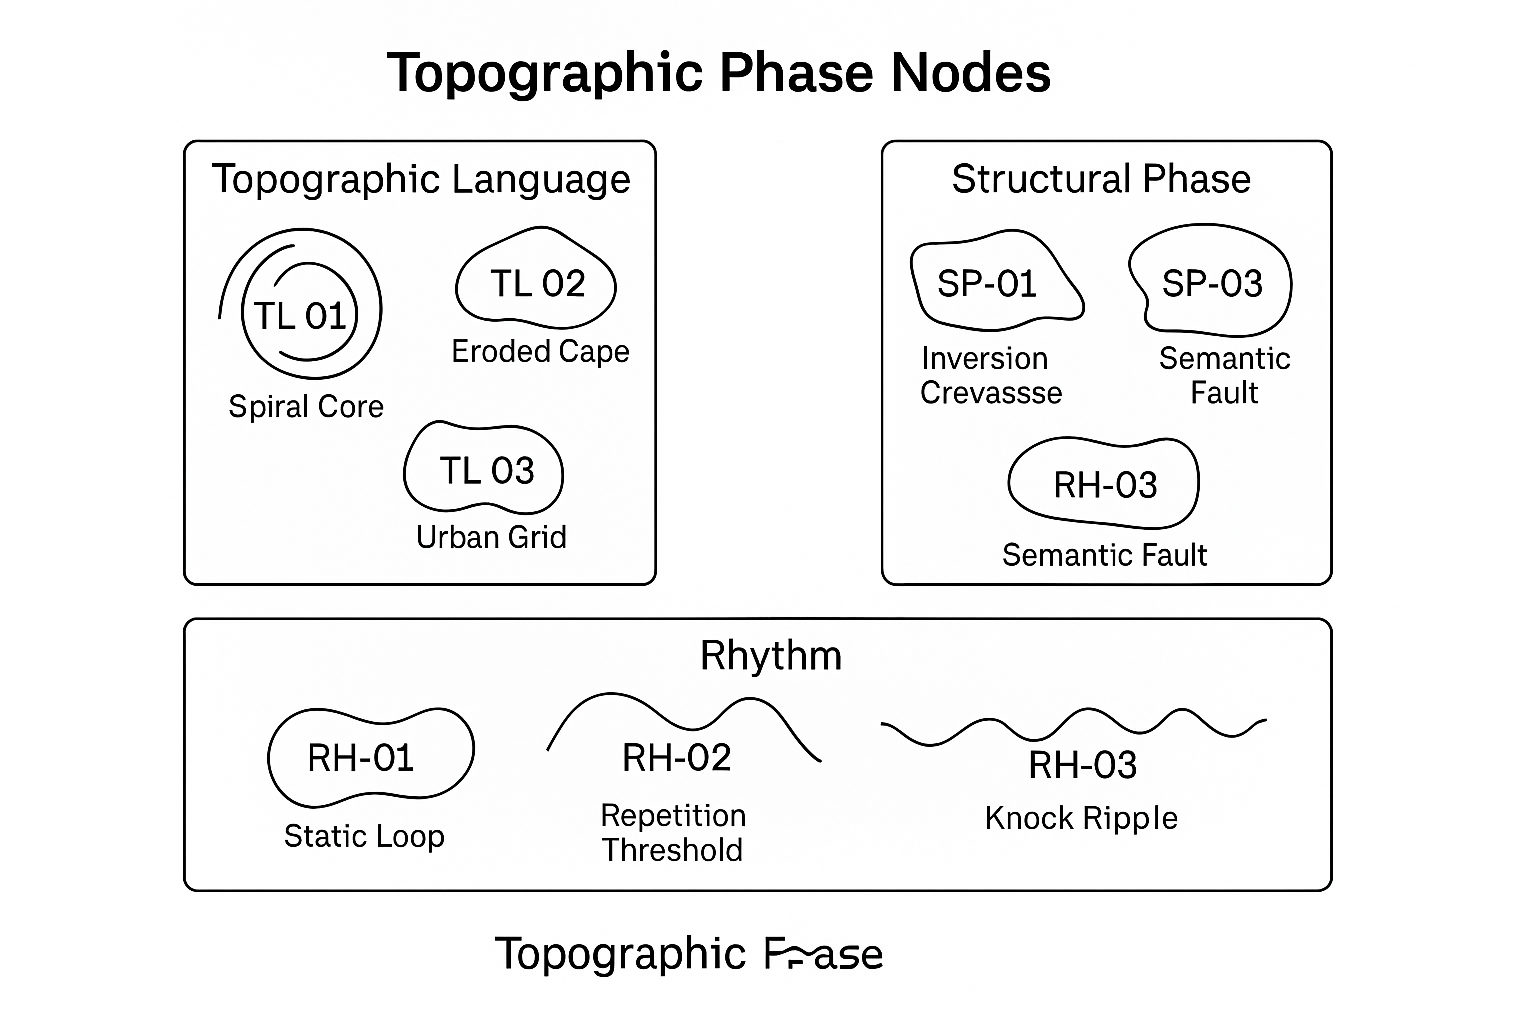 Topographic Phase Nodes
Topographic Language
TL 01
Spiral Core
TL 02
Eroded Cape
TL 03
Urban Grid
Structural Phase
SP-01
Inversion
Crevassse
SP-03
Semantic
Fault
RH-03
Semantic Fault
Rhythm
RH-01
Static Loop
RH-02
Repetition
Threshold
RH-03
Knock Ripple
Topographic